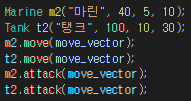 Marine m2("마린", 40, 5, 10);
Tank t2("탱크", 100, 10, 30);
m2.move(move_vector);
t2.move(move_vector);
m2.attack(move_vector);
t2.attack(move_vector);